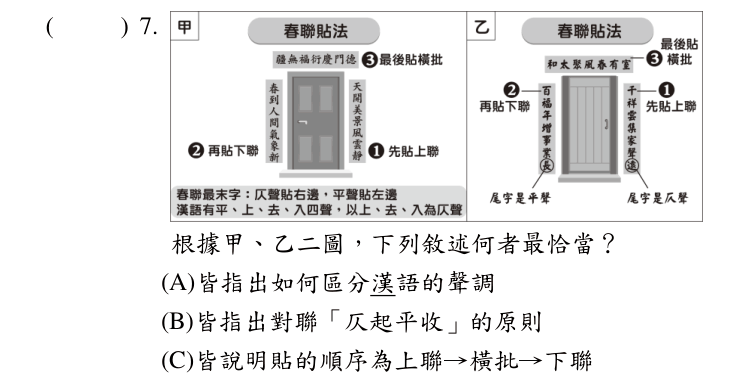 (　　) 7.
甲
春聯貼法
疆無福衍慶門德
❸最後貼橫批
春到人間氣象新
天開美景風雲靜
❷再貼下聯
❶先貼上聯
春聯最末字：仄聲貼右邊，平聲貼左邊
漢語有平、上、去、入四聲，以上、去、入為仄聲
乙
春聯貼法
最後貼
❸橫批
和太聚風春有室
❷
再貼下聯
百福年增事業長
千祥雲集家聲遠
❶
先貼上聯
尾字是平聲
尾字是仄聲
根據甲、乙二圖，下列敘述何者最恰當？
(A)皆指出如何區分漢語的聲調
(B)皆指出對聯「仄起平收」的原則
(C)皆說明貼的順序為上聯→橫批→下聯